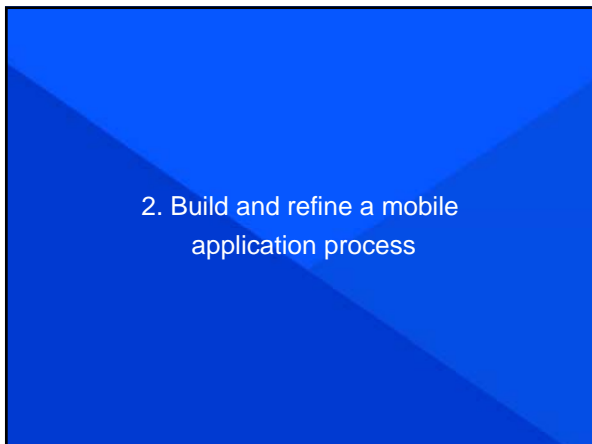 2. Build and refine a mobile
application process